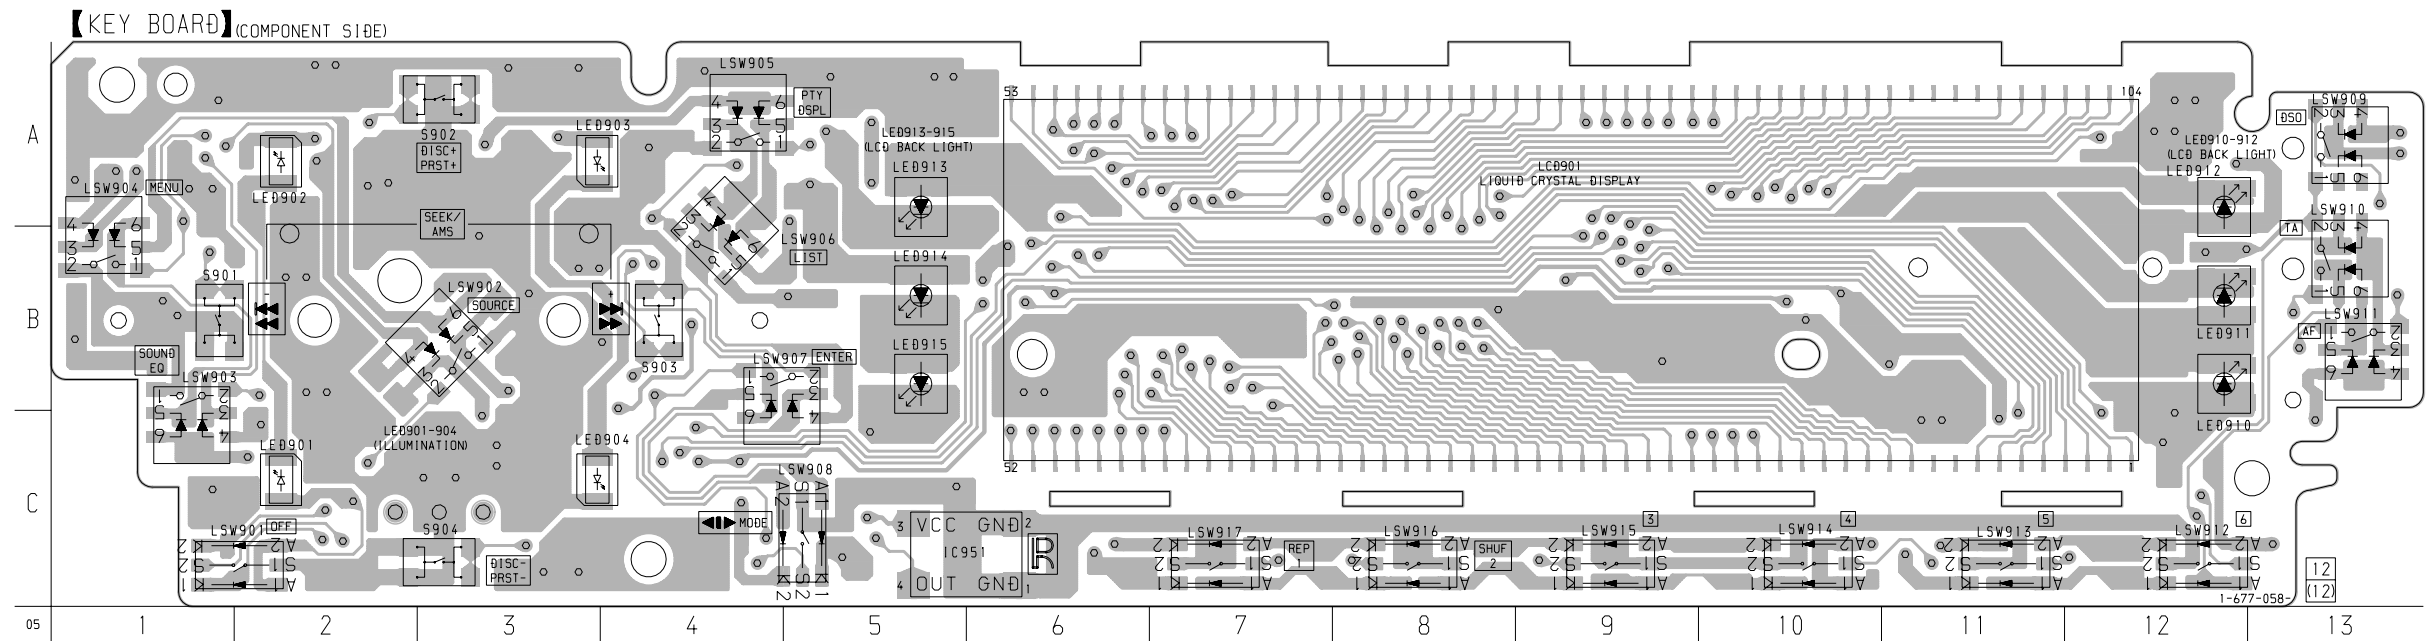 【KEY BOARD】(COMPONENT SIDE)
A
B
C
LSW905
PTY
DSPL
S902
DISC+
PRST+
LED903
LED902
LSW904
MENU
SEEK/
AMS
LED913-915
(LCD BACK LIGHT)
LED913
LED914
LED915
53
104
52
1
LCD901
LIQUID CRYSTAL DISPLAY
LED910-912
(LCD BACK LIGHT)
LED912
LED911
LED910
LSW909
DSO
LSW910
TA
LSW911
AF
LSW906
LIST
S901
LSW902
SOURCE
-
+
S903
SOUND
EQ
LSW903
LSW907
ENTER
LED901-904
(ILLUMINATION)
LED901
LED904
LSW908
MODE
LSW901
OFF
S904
DISC-
PRST-
3 VCC GND 2
IC951
4 OUT GND 1
R
LSW917
REP
1
LSW916
SHUF
2
LSW915
3
LSW914
4
LSW913
5
LSW912
6
1-677-058-
12
(12)
05
1 2 3 4 5 6 7 8 9 10 11 12 13